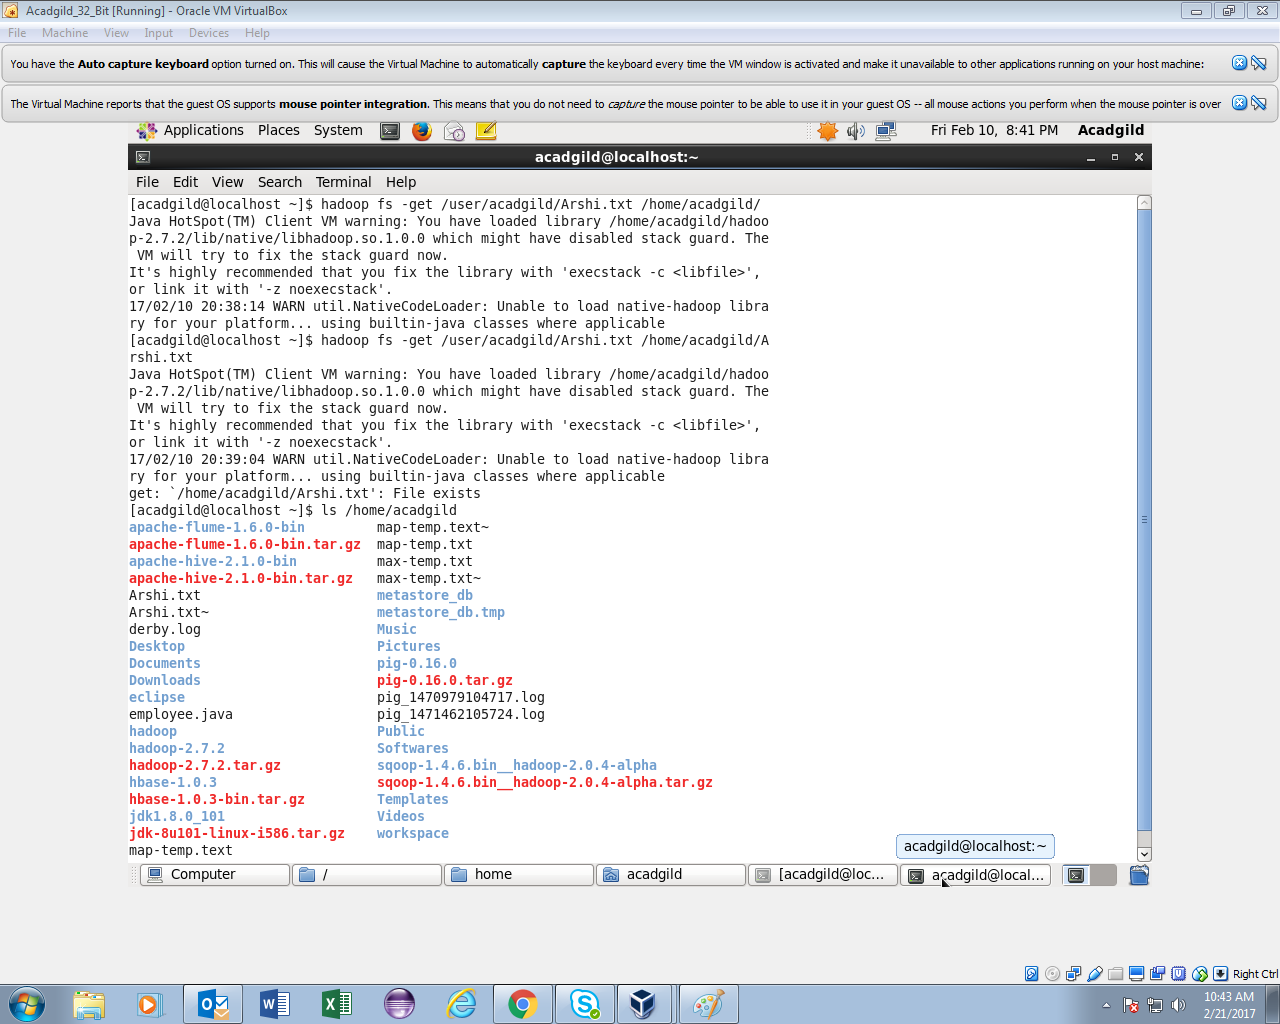 Acadgild_32_Bit [Running] - Oracle VM VirtualBox
File Machine View Input Devices Help
You have the Auto capture keyboard option turned on. This will cause the Virtual Machine to automatically capture the keyboard every time the VM window is activated and make it unavailable to other applications running on your host machine:
The Virtual Machine reports that the guest OS supports mouse pointer integration. This means that you do not need to capture the mouse pointer to be able to use it in your guest OS -- all mouse actions you perform when the mouse pointer is over
Applications Places System Fri Feb 10, 8:41 PM Acadgild
acadgild@localhost:~
File Edit View Search Terminal Help
[acadgild@localhost ~]$ hadoop fs -get /user/acadgild/Arshi.txt /home/acadgild/
Java HotSpot(TM) Client VM warning: You have loaded library /home/acadgild/hadoo
p-2.7.2/lib/native/libhadoop.so.1.0.0 which might have disabled stack guard. The
 VM will try to fix the stack guard now.
It's highly recommended that you fix the library with 'execstack -c <libfile>',
or link it with '-z noexecstack'.
17/02/10 20:38:14 WARN util.NativeCodeLoader: Unable to load native-hadoop libra
ry for your platform... using builtin-java classes where applicable
[acadgild@localhost ~]$ hadoop fs -get /user/acadgild/Arshi.txt /home/acadgild/A
rshi.txt
Java HotSpot(TM) Client VM warning: You have loaded library /home/acadgild/hadoo
p-2.7.2/lib/native/libhadoop.so.1.0.0 which might have disabled stack guard. The
 VM will try to fix the stack guard now.
It's highly recommended that you fix the library with 'execstack -c <libfile>',
or link it with '-z noexecstack'.
17/02/10 20:39:04 WARN util.NativeCodeLoader: Unable to load native-hadoop libra
ry for your platform... using builtin-java classes where applicable
get: `/home/acadgild/Arshi.txt': File exists
[acadgild@localhost ~]$ ls /home/acadgild
apache-flume-1.6.0-bin map-temp.text~
apache-flume-1.6.0-bin.tar.gz map-temp.txt
apache-hive-2.1.0-bin max-temp.txt
apache-hive-2.1.0-bin.tar.gz max-temp.txt~
Arshi.txt metastore_db
Arshi.txt~ metastore_db.tmp
derby.log Music
Desktop Pictures
Documents pig-0.16.0
Downloads pig-0.16.0.tar.gz
eclipse pig_1470979104717.log
employee.java pig_1471462105724.log
hadoop Public
hadoop-2.7.2 Softwares
hadoop-2.7.2.tar.gz sqoop-1.4.6.bin__hadoop-2.0.4-alpha
hbase-1.0.3 sqoop-1.4.6.bin__hadoop-2.0.4-alpha.tar.gz
hbase-1.0.3-bin.tar.gz Templates
jdk1.8.0_101 Videos
jdk-8u101-linux-i586.tar.gz workspace
map-temp.text
acadgild@localhost:~
Computer / home acadgild [acadgild@loc... acadgild@local...
Right Ctrl
10:43 AM
2/21/2017